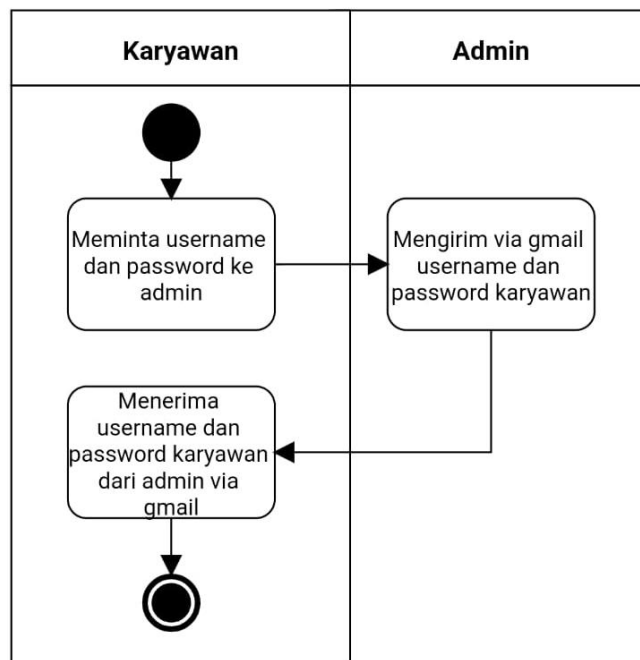 Karyawan
Admin
Meminta username
dan password ke
admin
Mengirim via gmail
username dan
password karyawan
Menerima
username dan
password karyawan
dari admin via
gmail